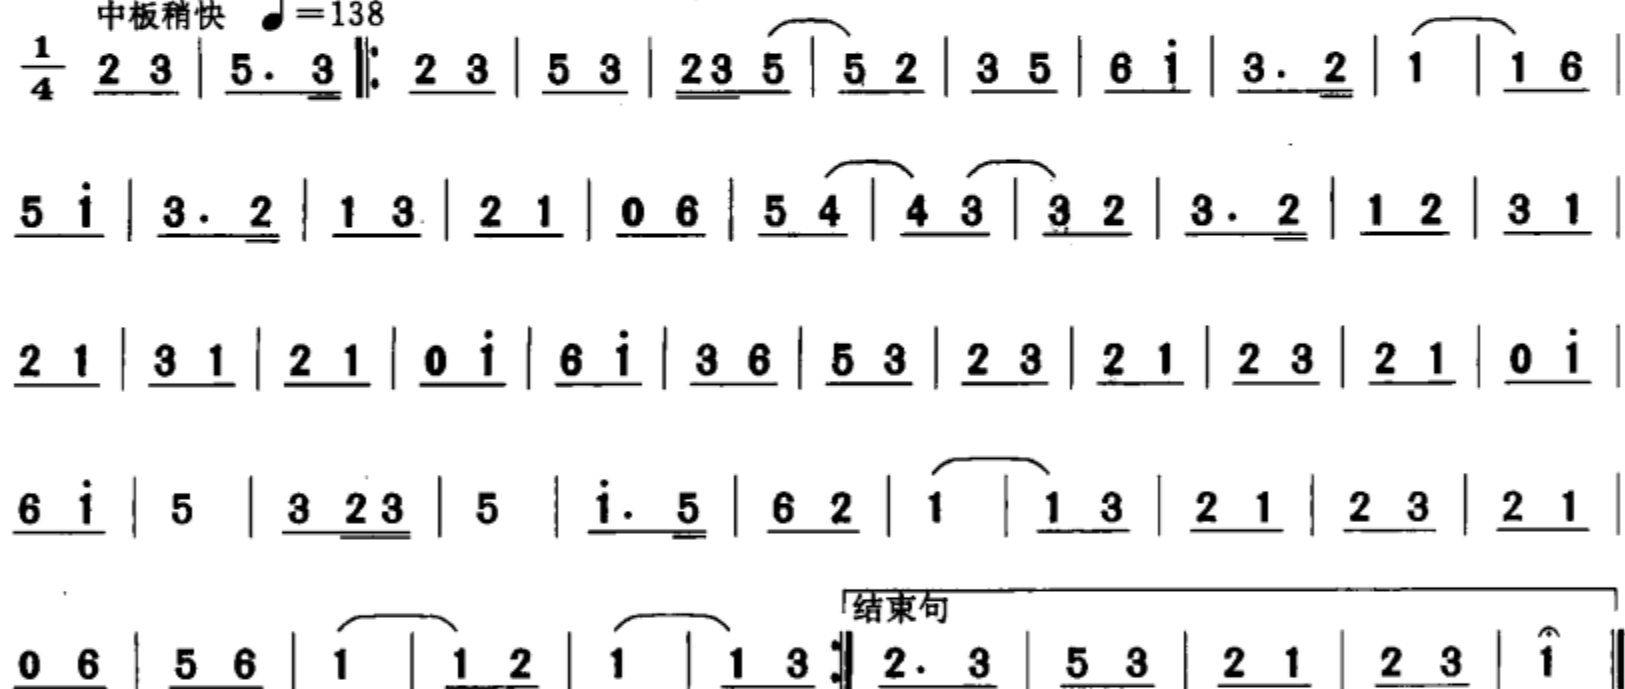 中板稍快 ♩=138
1/4 2 3 | 5. 3 ‖: 2 3 | 5 3 | 23 5 | 5 2 | 3 5 | 6 i | 3. 2 | 1 | 1 6 |
5 i | 3. 2 | 1 3 | 2 1 | 0 6 | 5 4 | 4 3 | 3 2 | 3. 2 | 1 2 | 3 1 |
2 1 | 3 1 | 2 1 | 0 i | 6 i | 3 6 | 5 3 | 2 3 | 2 1 | 2 3 | 2 1 | 0 i |
6 i | 5 | 3 23 | 5 | i. 5 | 6 2 | 1 | 1 3 | 2 1 | 2 3 | 2 1 |
结束句
0 6 | 5 6 | 1 | 1 2 | 1 | 1 3 :‖ 2. 3 | 5 3 | 2 1 | 2 3 | 1 ‖